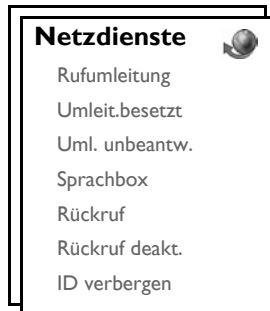 Netzdienste
Rufumleitung
Umleit.besetzt
Uml. unbeantw.
Sprachbox
Rückruf
Rückruf deakt.
ID verbergen